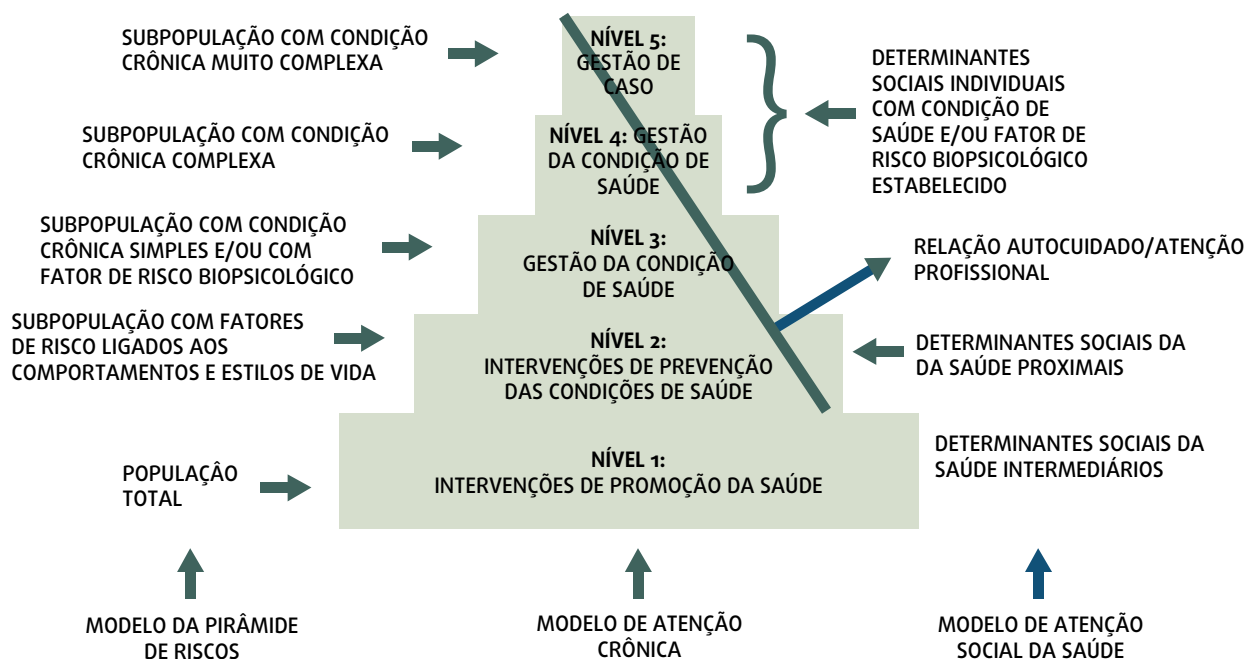 SUBPOPULAÇÃO COM CONDIÇÃO
CRÔNICA MUITO COMPLEXA
SUBPOPULAÇÃO COM CONDIÇÃO
CRÔNICA COMPLEXA
SUBPOPULAÇÃO COM CONDIÇÃO
CRÔNICA SIMPLES E/OU COM
FATOR DE RISCO BIOPSICOLÓGICO
SUBPOPULAÇÃO COM FATORES
DE RISCO LIGADOS AOS
COMPORTAMENTOS E ESTILOS DE VIDA
POPULAÇÂO
TOTAL
MODELO DA PIRÂMIDE
DE RISCOS
NÍVEL 5:
GESTÃO DE
CASO
NÍVEL 4: GESTÃO
DA CONDIÇÃO DE
SAÚDE
NÍVEL 3:
GESTÃO DA CONDIÇÃO
DE SAÚDE
NÍVEL 2:
INTERVENÇÕES DE PREVENÇÃO
DAS CONDIÇÕES DE SAÚDE
NÍVEL 1:
INTERVENÇÕES DE PROMOÇÃO DA SAÚDE
MODELO DE ATENÇÃO
CRÔNICA
DETERMINANTES
SOCIAIS INDIVIDUAIS
COM CONDIÇÃO DE
SAÚDE E/OU FATOR DE
RISCO BIOPSICOLÓGICO
ESTABELECIDO
RELAÇÃO AUTOCUIDADO/ATENÇÃO
PROFISSIONAL
DETERMINANTES SOCIAIS DA
DA SAÚDE PROXIMAIS
DETERMINANTES SOCIAIS DA
SAÚDE INTERMEDIÁRIOS
MODELO DE ATENÇÃO
SOCIAL DA SAÚDE